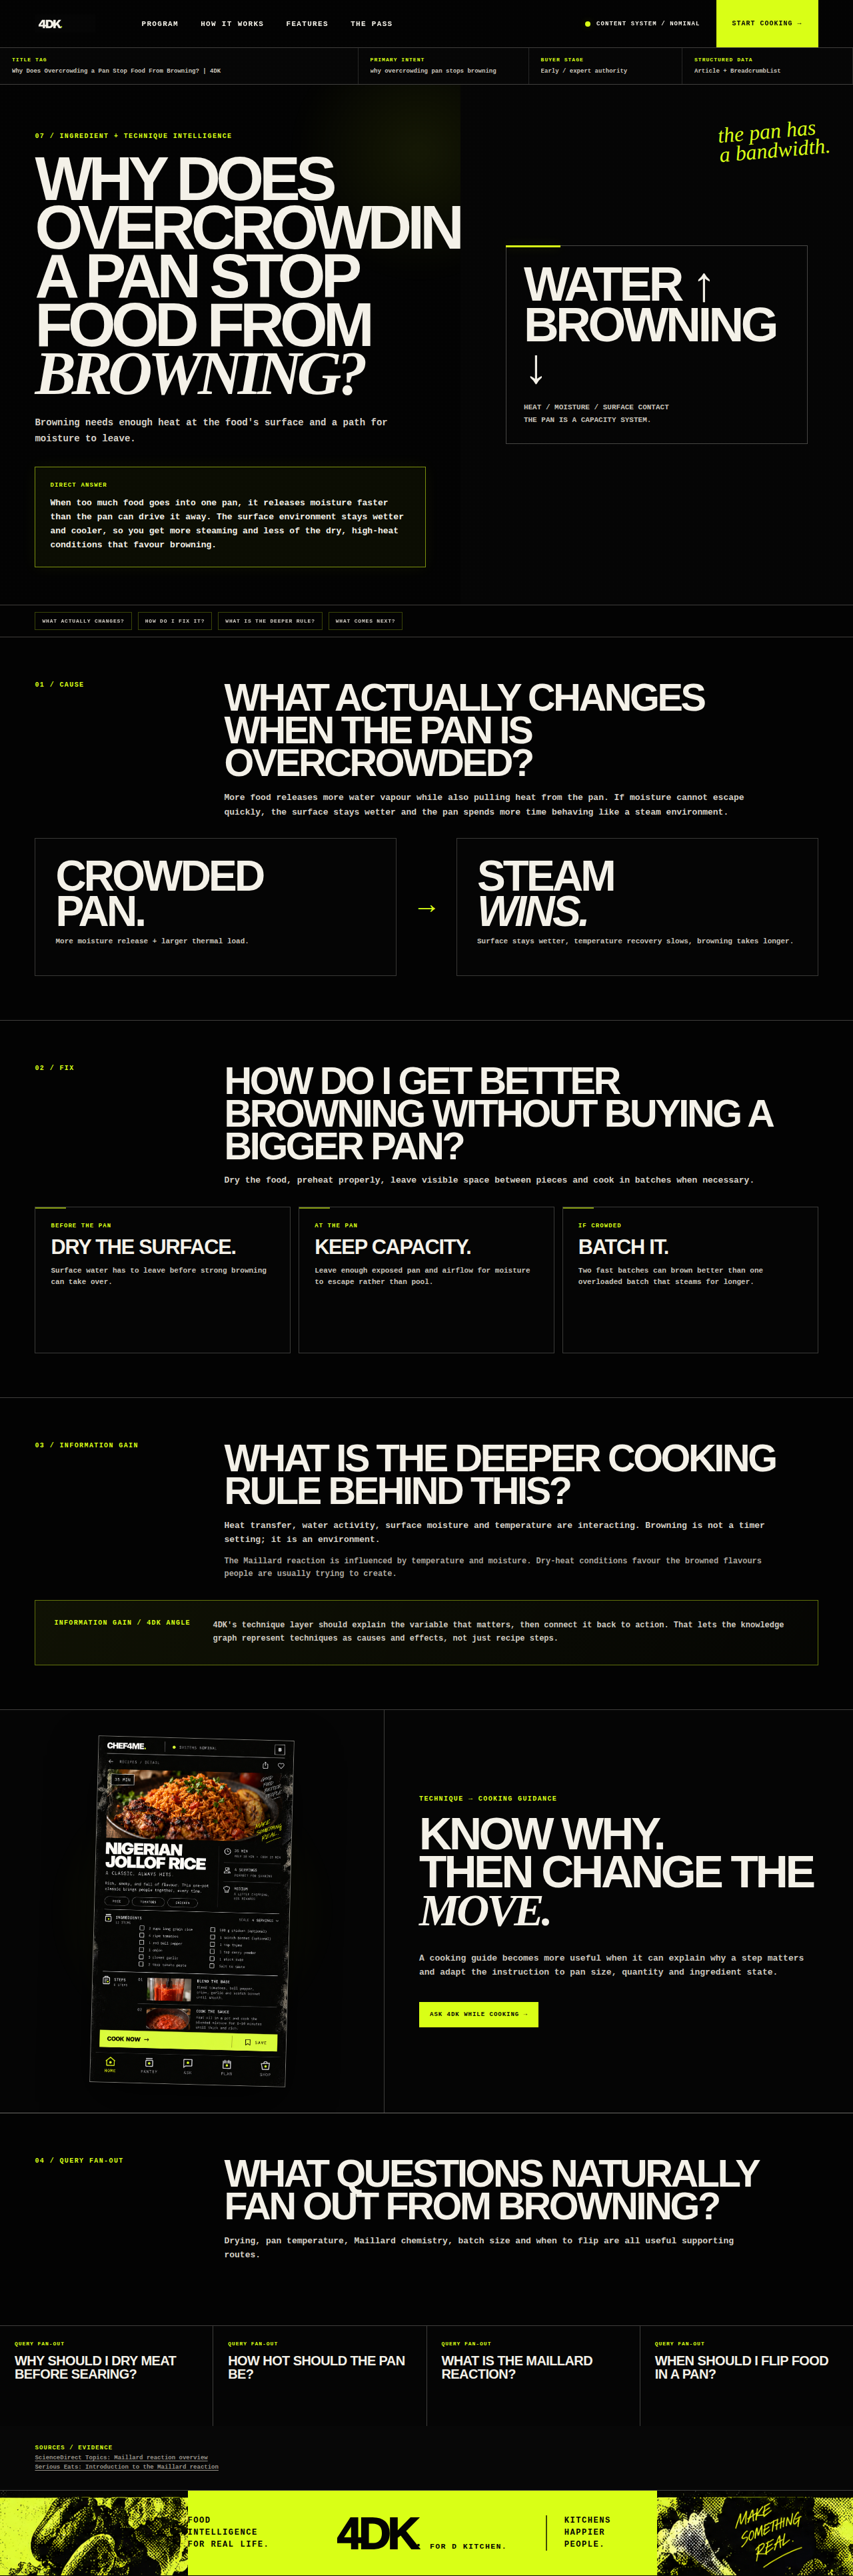 4DK.
PROGRAM
HOW IT WORKS
FEATURES
THE PASS
CONTENT SYSTEM / NOMINAL
START COOKING →
TITLE TAG
Why Does Overcrowding a Pan Stop Food From Browning? | 4DK
PRIMARY INTENT
why overcrowding pan stops browning
BUYER STAGE
Early / expert authority
STRUCTURED DATA
Article + BreadcrumbList
07 / INGREDIENT + TECHNIQUE INTELLIGENCE
WHY DOES
OVERCROWDIN
A PAN STOP
FOOD FROM
BROWNING?
Browning needs enough heat at the food's surface and a path for
moisture to leave.
DIRECT ANSWER
When too much food goes into one pan, it releases moisture faster
than the pan can drive it away. The surface environment stays wetter
and cooler, so you get more steaming and less of the dry, high-heat
conditions that favour browning.
the pan has
a bandwidth.
WATER ↑
BROWNING
↓
HEAT / MOISTURE / SURFACE CONTACT
THE PAN IS A CAPACITY SYSTEM.
WHAT ACTUALLY CHANGES?
HOW DO I FIX IT?
WHAT IS THE DEEPER RULE?
WHAT COMES NEXT?
01 / CAUSE
WHAT ACTUALLY CHANGES
WHEN THE PAN IS
OVERCROWDED?
More food releases more water vapour while also pulling heat from the pan. If moisture cannot escape
quickly, the surface stays wetter and the pan spends more time behaving like a steam environment.
CROWDED
PAN.
More moisture release + larger thermal load.
→
STEAM
WINS.
Surface stays wetter, temperature recovery slows, browning takes longer.
02 / FIX
HOW DO I GET BETTER
BROWNING WITHOUT BUYING A
BIGGER PAN?
Dry the food, preheat properly, leave visible space between pieces and cook in batches when necessary.
BEFORE THE PAN
DRY THE SURFACE.
Surface water has to leave before strong browning
can take over.
AT THE PAN
KEEP CAPACITY.
Leave enough exposed pan and airflow for moisture
to escape rather than pool.
IF CROWDED
BATCH IT.
Two fast batches can brown better than one
overloaded batch that steams for longer.
03 / INFORMATION GAIN
WHAT IS THE DEEPER COOKING
RULE BEHIND THIS?
Heat transfer, water activity, surface moisture and temperature are interacting. Browning is not a timer
setting; it is an environment.
The Maillard reaction is influenced by temperature and moisture. Dry-heat conditions favour the browned flavours
people are usually trying to create.
INFORMATION GAIN / 4DK ANGLE
4DK's technique layer should explain the variable that matters, then connect it back to action. That lets the knowledge
graph represent techniques as causes and effects, not just recipe steps.
CHEF4ME.
SYSTEMS NOMINAL
← RECIPES / DETAIL
35 MIN
MAKE
SOMETHING
REAL.
NIGERIAN
JOLLOF RICE
A CLASSIC. ALWAYS HITS.
INGREDIENTS
STEPS
BLEND THE BASE
COOK THE SAUCE
COOK NOW →
SAVE
HOME
PANTRY
ASK
PLAN
SHOP
TECHNIQUE → COOKING GUIDANCE
KNOW WHY.
THEN CHANGE THE
MOVE.
A cooking guide becomes more useful when it can explain why a step matters
and adapt the instruction to pan size, quantity and ingredient state.
ASK 4DK WHILE COOKING →
04 / QUERY FAN-OUT
WHAT QUESTIONS NATURALLY
FAN OUT FROM BROWNING?
Drying, pan temperature, Maillard chemistry, batch size and when to flip are all useful supporting
routes.
QUERY FAN-OUT
WHY SHOULD I DRY MEAT
BEFORE SEARING?
QUERY FAN-OUT
HOW HOT SHOULD THE PAN
BE?
QUERY FAN-OUT
WHAT IS THE MAILLARD
REACTION?
QUERY FAN-OUT
WHEN SHOULD I FLIP FOOD
IN A PAN?
SOURCES / EVIDENCE
ScienceDirect Topics: Maillard reaction overview
Serious Eats: Introduction to the Maillard reaction
FOOD
INTELLIGENCE
FOR REAL LIFE.
4DK
FOR D KITCHEN.
KITCHENS
HAPPIER
PEOPLE.
MAKE
SOMETHING
REAL.